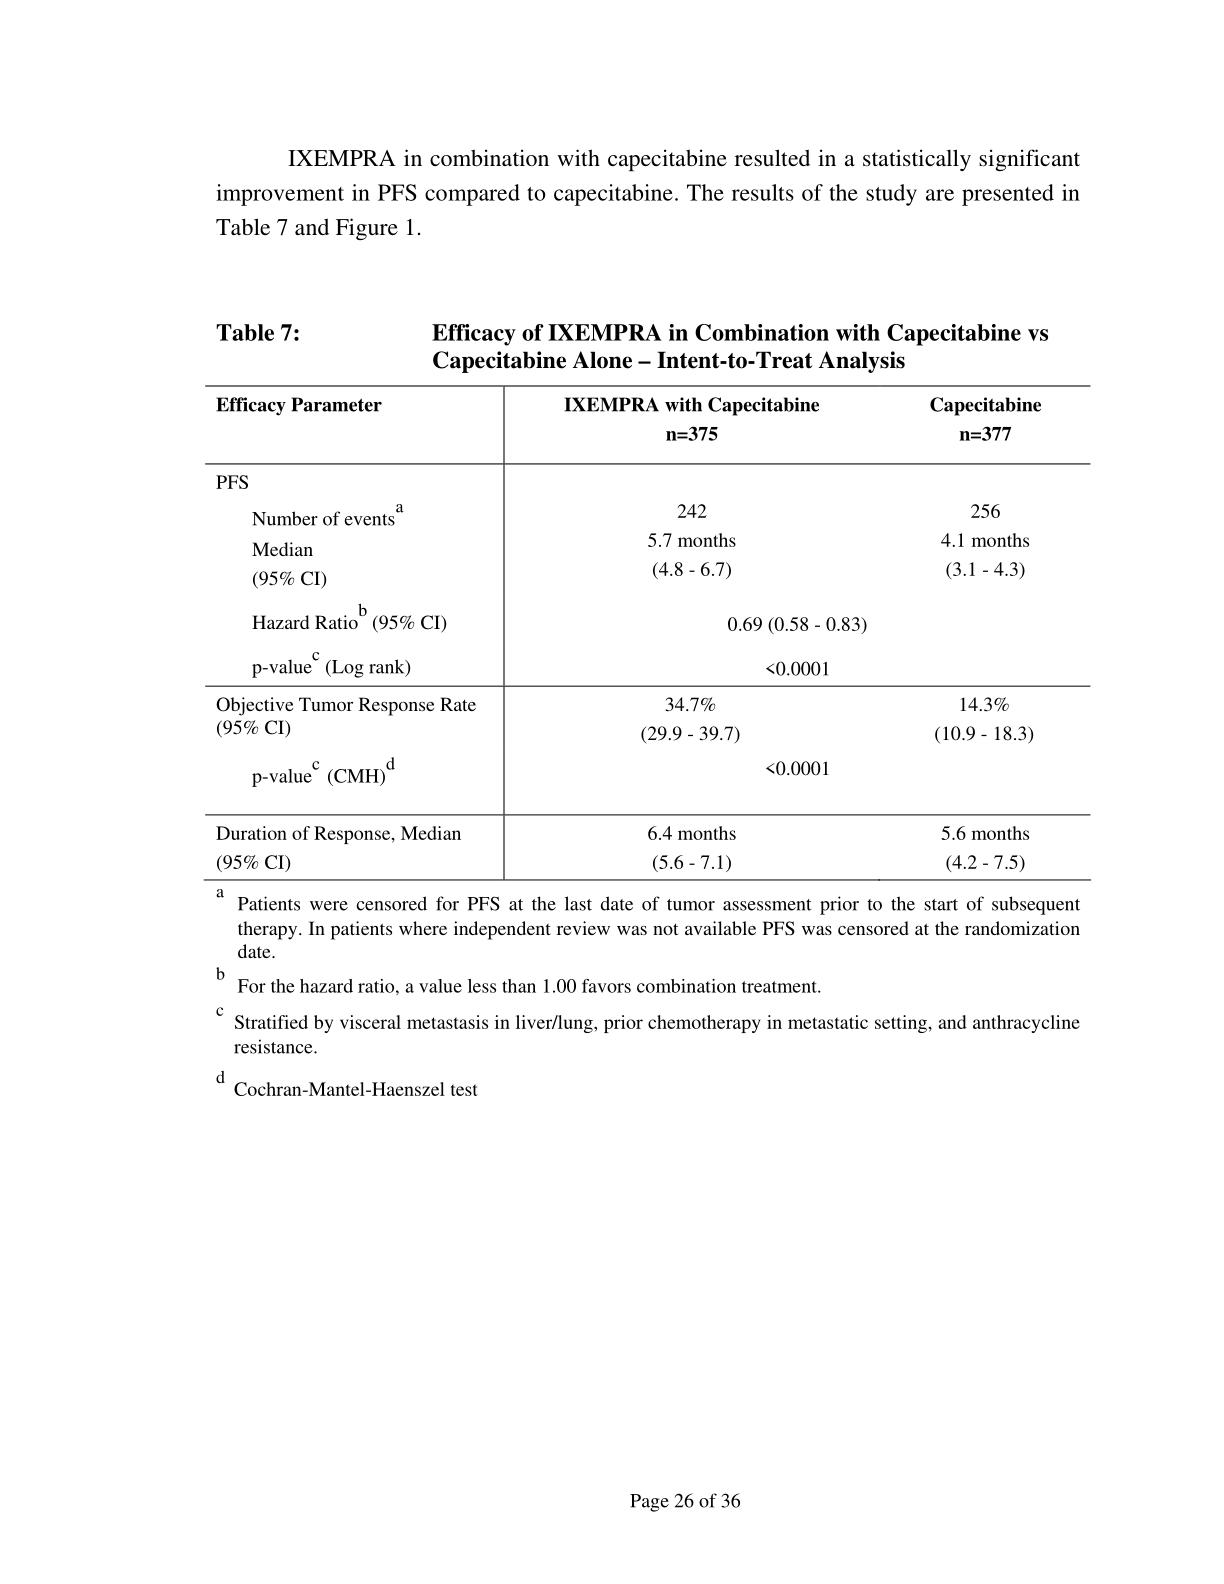 IXEMPRA in combination with capecitabine resulted in a statistically significant
improvement in PFS compared to capecitabine. The results of the study are presented in
Table 7 and Figure 1.
Table 7: Efficacy of IXEMPRA in Combination with Capecitabine vs
Capecitabine Alone – Intent-to-Treat Analysis
Efficacy Parameter IXEMPRA with Capecitabine Capecitabine
n=375 n=377
PFS
Number of events^a 242 256
Median 5.7 months 4.1 months
(95% CI) (4.8 - 6.7) (3.1 - 4.3)
Hazard Ratio^b (95% CI) 0.69 (0.58 - 0.83)
p-value^c (Log rank) <0.0001
Objective Tumor Response Rate 34.7% 14.3%
(95% CI) (29.9 - 39.7) (10.9 - 18.3)
p-value^c (CMH)^d <0.0001
Duration of Response, Median 6.4 months 5.6 months
(95% CI) (5.6 - 7.1) (4.2 - 7.5)
a Patients were censored for PFS at the last date of tumor assessment prior to the start of subsequent
therapy. In patients where independent review was not available PFS was censored at the randomization
date.
b For the hazard ratio, a value less than 1.00 favors combination treatment.
c Stratified by visceral metastasis in liver/lung, prior chemotherapy in metastatic setting, and anthracycline
resistance.
d Cochran-Mantel-Haenszel test
Page 26 of 36